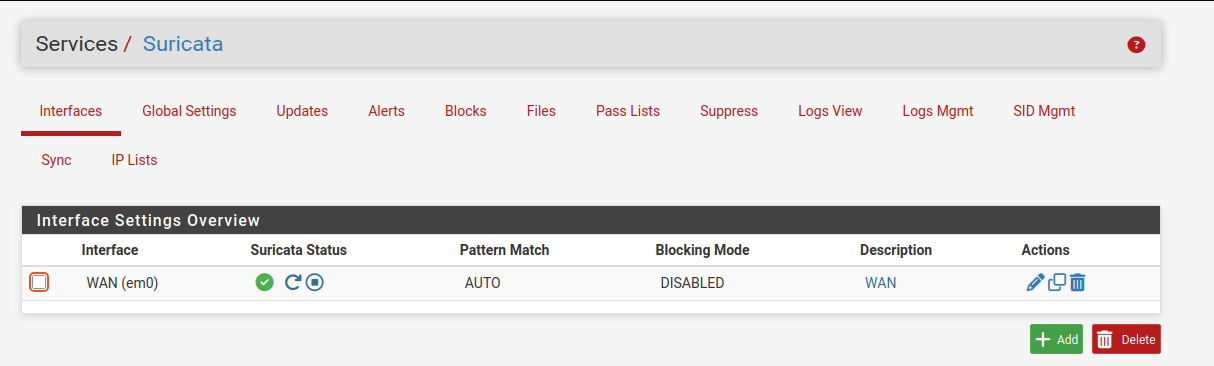 Services / Suricata
?
Interfaces Global Settings Updates Alerts Blocks Files Pass Lists Suppress Logs View Logs Mgmt SID Mgmt
Sync IP Lists
Interface Settings Overview
Interface Suricata Status Pattern Match Blocking Mode Description Actions
WAN (em0) AUTO DISABLED WAN
Add Delete